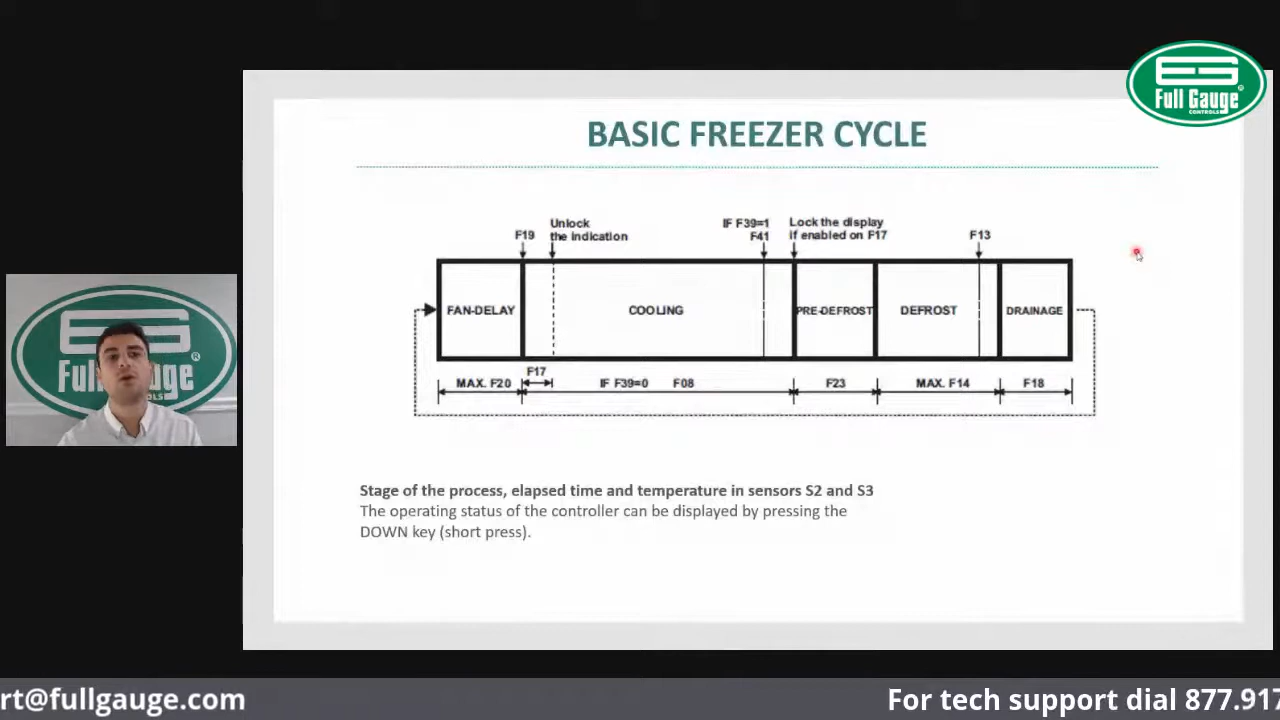 Full Gauge
CONTROLS
BASIC FREEZER CYCLE
F19
Unlock
the indication
IF F39=1
F41
Lock the display
if enabled on F17
F13
FAN-DELAY
COOLING
PRE-DEFROST
DEFROST
DRAINAGE
MAX. F20
F17
IF F39=0 F08
F23
MAX. F14
F18
Stage of the process, elapsed time and temperature in sensors S2 and S3
The operating status of the controller can be displayed by pressing the
DOWN key (short press).
rt@fullgauge.com
For tech support dial 877.917